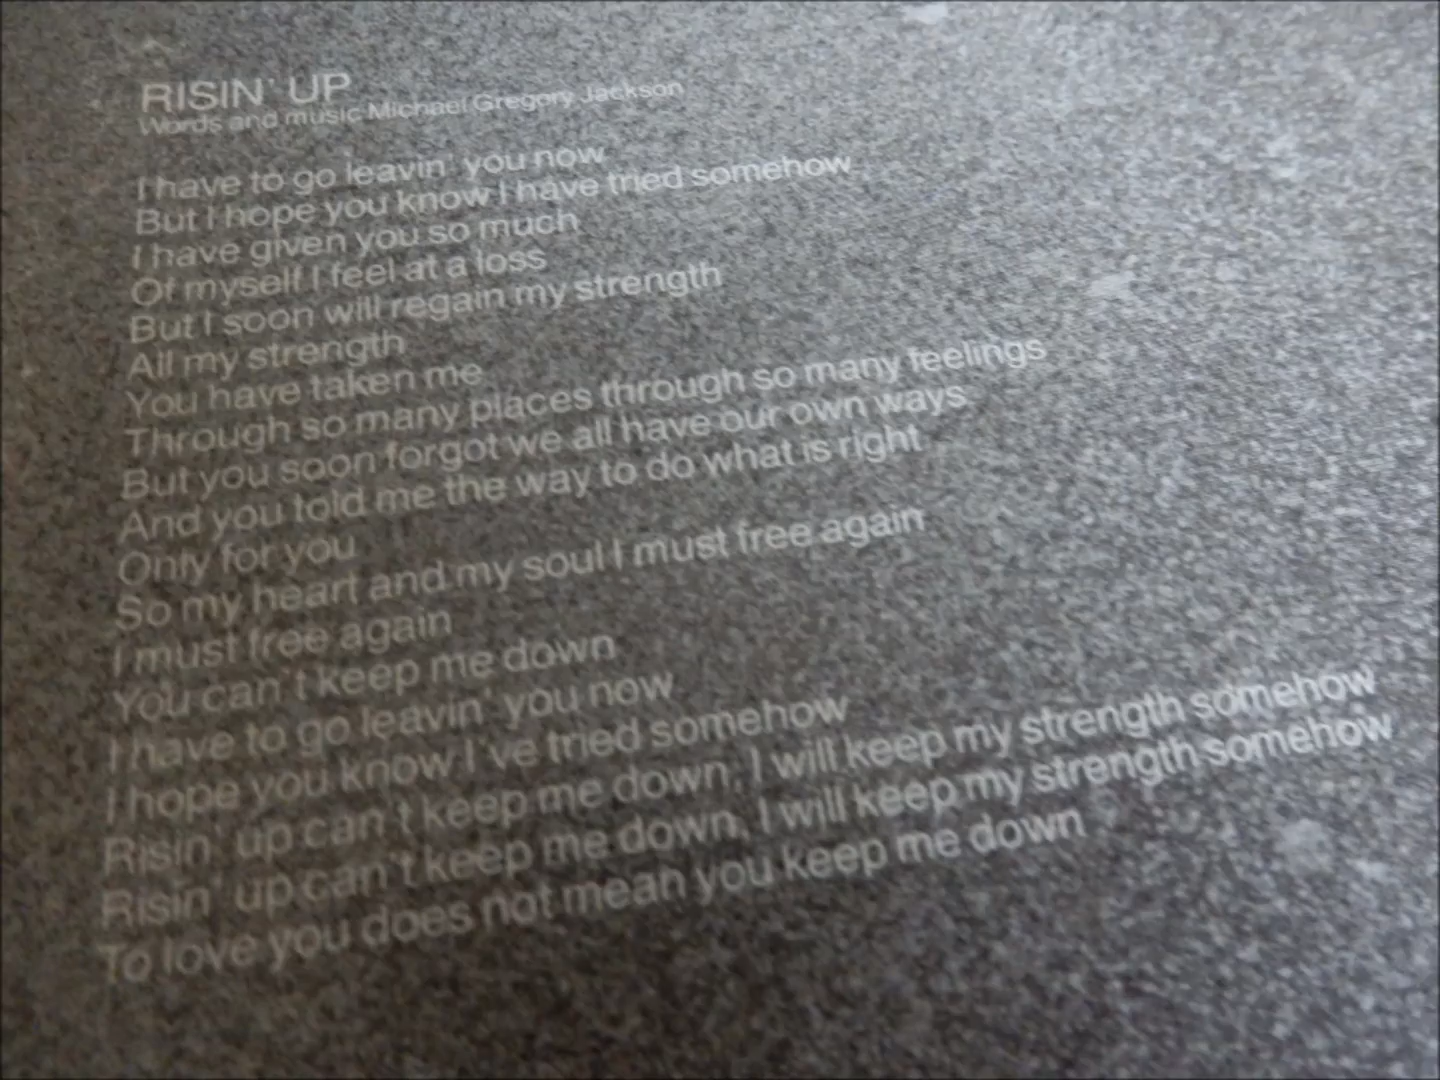 RISIN' UP
Words and music Michael Gregory Jackson
I have to go leavin' you now
But I hope you know I have tried somehow
I have given you so much
Of myself I feel at a loss
But I soon will regain my strength
All my strength
You have taken me
Through so many places through so many feelings
But you soon forgot we all have our own ways
And you told me the way to do what is right
Only for you
So my heart and my soul I must free again
I must free again
You can't keep me down
I have to go leavin' you now
I hope you know I've tried somehow
Risin' up can't keep me down, I will keep my strength somehow
Risin' up can't keep me down, I will keep my strength somehow
To love you does not mean you keep me down